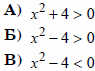 А) x² + 4 > 0
Б) x² − 4 > 0
В) x² − 4 < 0